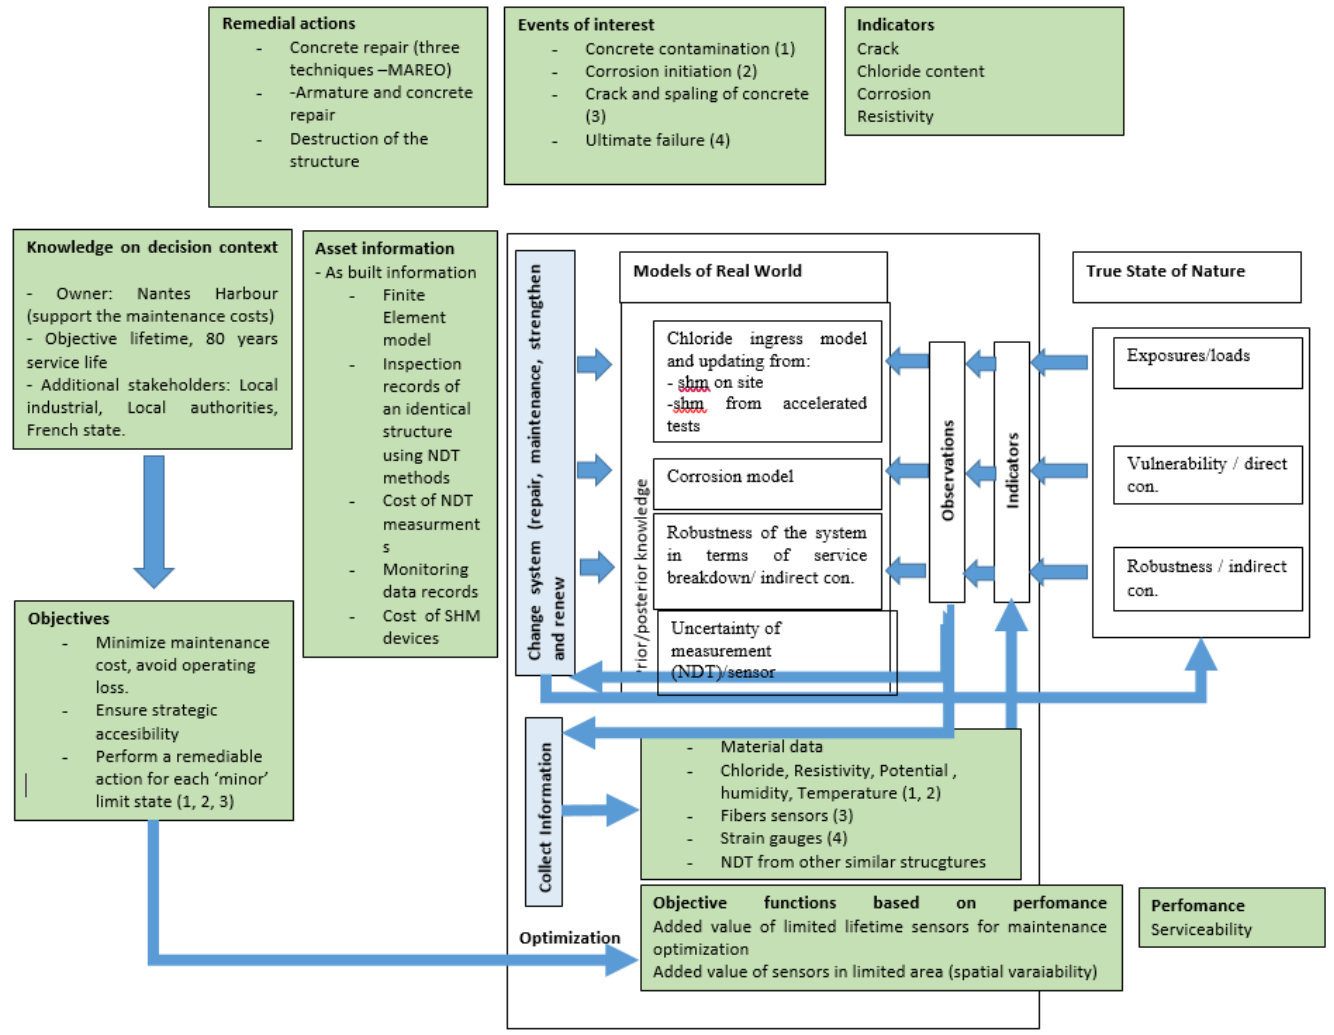 Remedial actions
- Concrete repair (three
techniques –MAREO)
- -Armature and concrete
repair
- Destruction of the
structure
Events of interest
- Concrete contamination (1)
- Corrosion initiation (2)
- Crack and spaling of concrete
(3)
- Ultimate failure (4)
Indicators
Crack
Chloride content
Corrosion
Resistivity
Knowledge on decision context
- Owner: Nantes Harbour
(support the maintenance costs)
- Objective lifetime, 80 years
service life
- Additional stakeholders: Local
industrial, Local authorities,
French state.
Asset information
- As built information
- Finite
Element
model
- Inspection
records of
an identical
structure
using NDT
methods
- Cost of NDT
measurment
s
- Monitoring
data records
- Cost of SHM
devices
Objectives
- Minimize maintenance
cost, avoid operating
loss.
- Ensure strategic
accesibility
- Perform a remediable
action for each ‘minor’
limit state (1, 2, 3)
Change system (repair, maintenance, strengthen
and renew
Models of Real World
Prior/posterior knowledge
Chloride ingress model
and updating from:
- shm on site
-shm from accelerated
tests
Corrosion model
Robustness of the system
in terms of service
breakdown/ indirect con.
Uncertainty of
measurement
(NDT)/sensor
Observations
Indicators
True State of Nature
Exposures/loads
Vulnerability / direct
con.
Robustness / indirect
con.
Collect Information
- Material data
- Chloride, Resistivity, Potential ,
humidity, Temperature (1, 2)
- Fibers sensors (3)
- Strain gauges (4)
- NDT from other similar strucgtures
Optimization
Objective functions based on perfomance
Added value of limited lifetime sensors for maintenance
optimization
Added value of sensors in limited area (spatial varaiability)
Perfomance
Serviceability